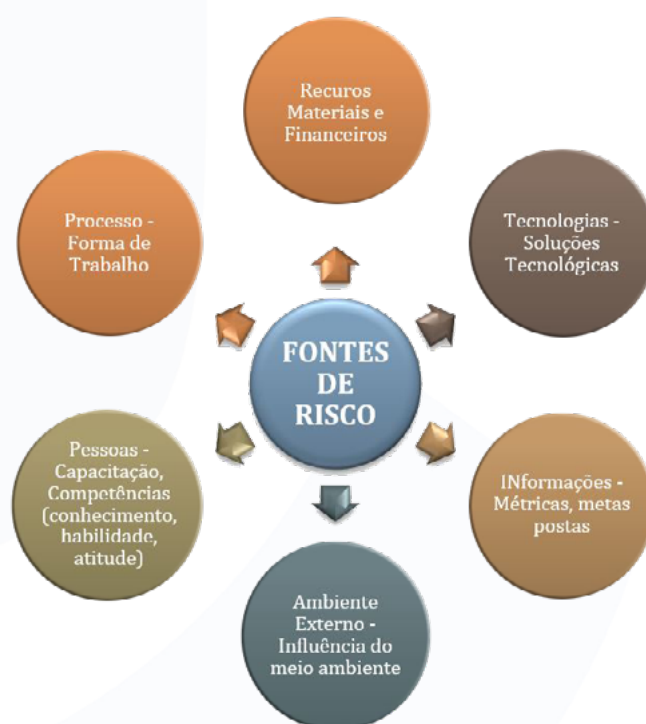 Recuros
Materiais e
Financeiros
Processo -
Forma de
Trabalho
Tecnologias -
Soluções
Tecnológicas
FONTES
DE
RISCO
Pessoas -
Capacitação,
Competências
(conhecimento,
habilidade,
atitude)
INformações -
Métricas, metas
postas
Ambiente
Externo -
Influência do
meio ambiente